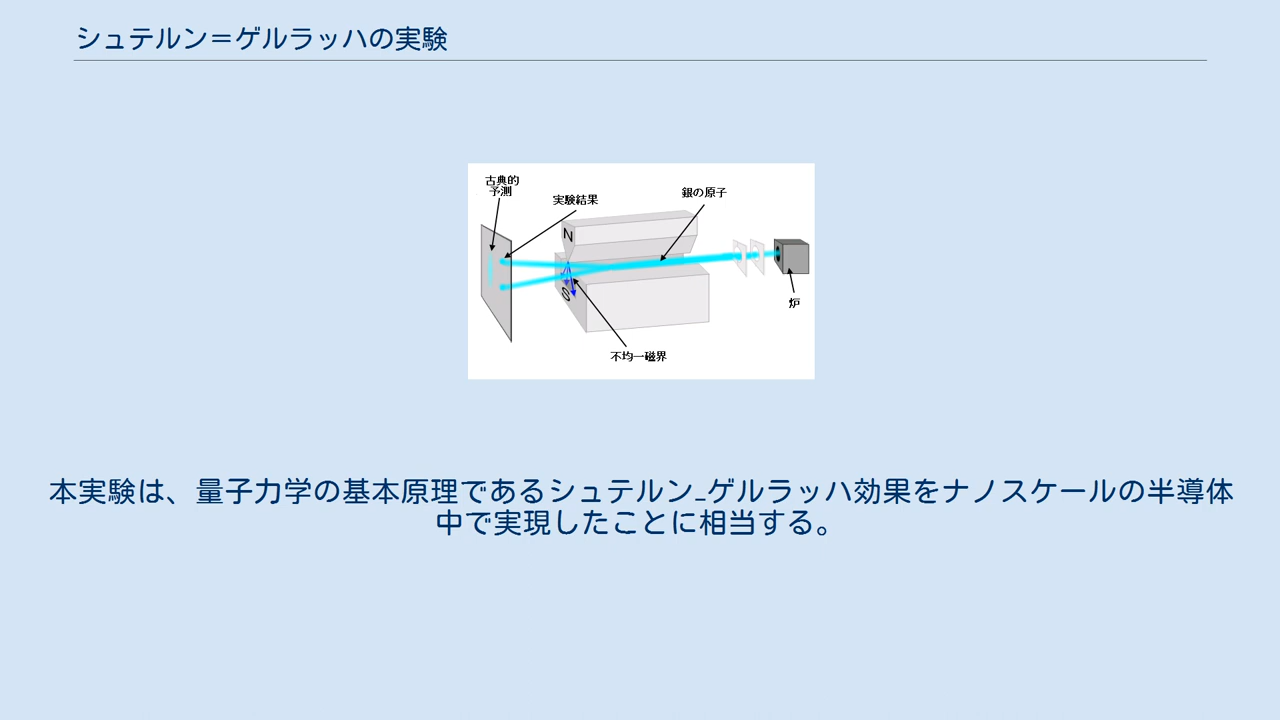 シュテルン＝ゲルラッハの実験
古典的
予測
実験結果
銀の原子
N
S
炉
不均一磁界
本実験は、量子力学の基本原理であるシュテルン–ゲルラッハ効果をナノスケールの半導体
中で実現したことに相当する。